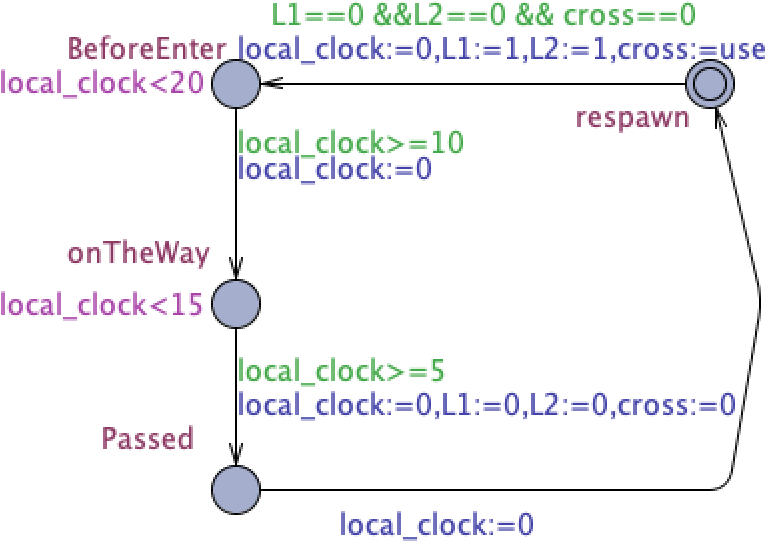 L1==0 &&L2==0 && cross==0
BeforeEnter
local_clock:=0,L1:=1,L2:=1,cross:=use
local_clock<20
respawn
local_clock>=10
local_clock:=0
onTheWay
local_clock<15
local_clock>=5
local_clock:=0,L1:=0,L2:=0,cross:=0
Passed
local_clock:=0